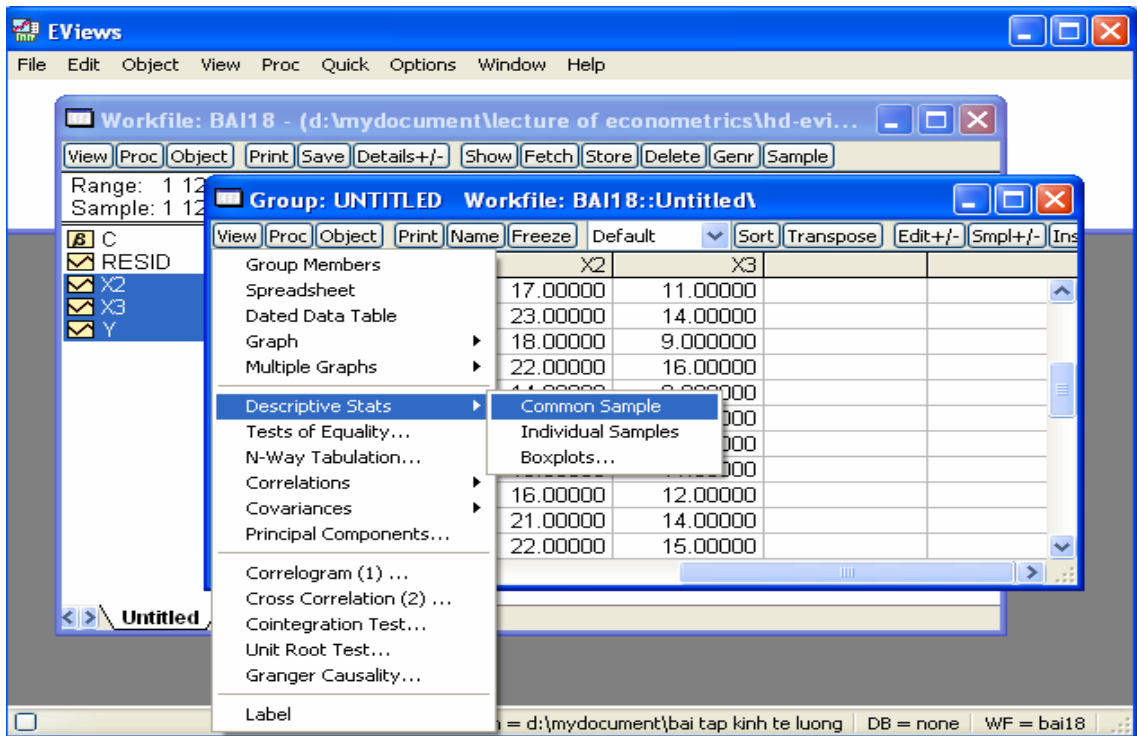 EViews
File Edit Object View Proc Quick Options Window Help
Workfile: BAI18 - (d:\mydocument\lecture of econometrics\hd-evi...
View Proc Object Print Save Details+/- Show Fetch Store Delete Genr Sample
Range: 1 12
Sample: 1 12
Group: UNTITLED Workfile: BAI18::Untitled\
View Proc Object Print Name Freeze Default Sort Transpose Edit+/- Smpl+/- Ins
C
RESID
X2
X3
Y
X2 X3
17.00000 11.00000
23.00000 14.00000
18.00000 9.000000
22.00000 16.00000
16.00000 12.00000
21.00000 14.00000
22.00000 15.00000
Group Members
Spreadsheet
Dated Data Table
Graph
Multiple Graphs
Descriptive Stats
Tests of Equality...
N-Way Tabulation...
Correlations
Covariances
Principal Components...
Correlogram (1) ...
Cross Correlation (2) ...
Cointegration Test...
Unit Root Test...
Granger Causality...
Label
Common Sample
Individual Samples
Boxplots...
Untitled
= d:\mydocument\bai tap kinh te luong DB = none WF = bai18